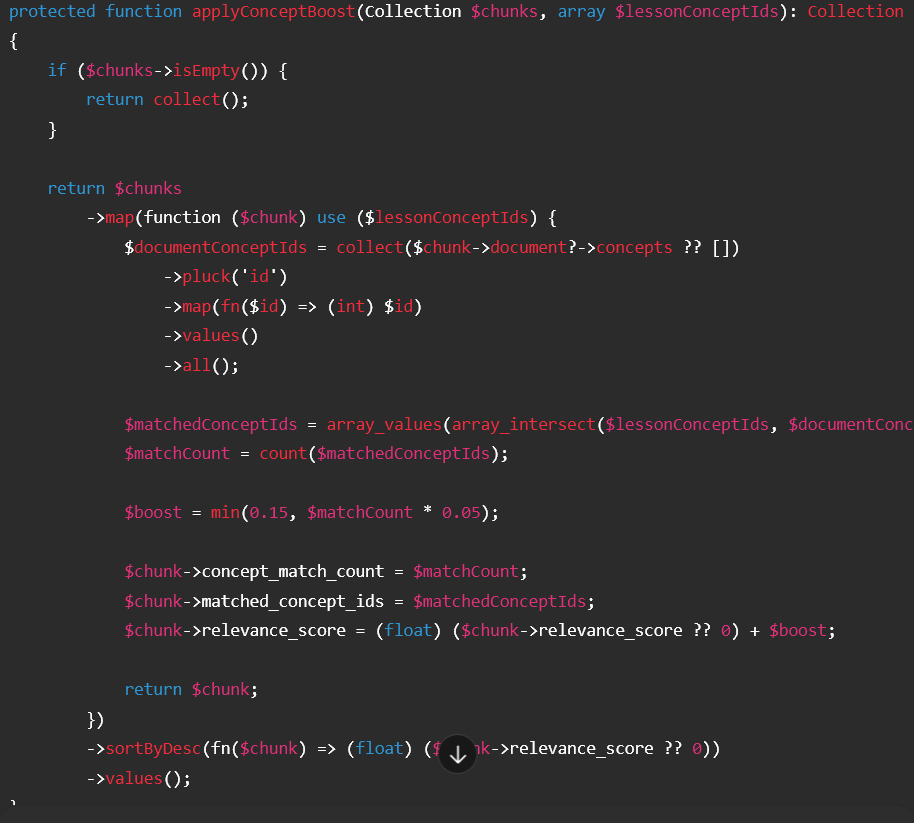 protected function applyConceptBoost(Collection $chunks, array $lessonConceptIds): Collection
{
    if ($chunks->isEmpty()) {
        return collect();
    }

    return $chunks
        ->map(function ($chunk) use ($lessonConceptIds) {
            $documentConceptIds = collect($chunk->document?->concepts ?? [])
                ->pluck('id')
                ->map(fn($id) => (int) $id)
                ->values()
                ->all();

            $matchedConceptIds = array_values(array_intersect($lessonConceptIds, $documentConc
            $matchCount = count($matchedConceptIds);

            $boost = min(0.15, $matchCount * 0.05);

            $chunk->concept_match_count = $matchCount;
            $chunk->matched_concept_ids = $matchedConceptIds;
            $chunk->relevance_score = (float) ($chunk->relevance_score ?? 0) + $boost;

            return $chunk;
        })
        ->sortByDesc(fn($chunk) => (float) ($ nk->relevance_score ?? 0))
        ->values();